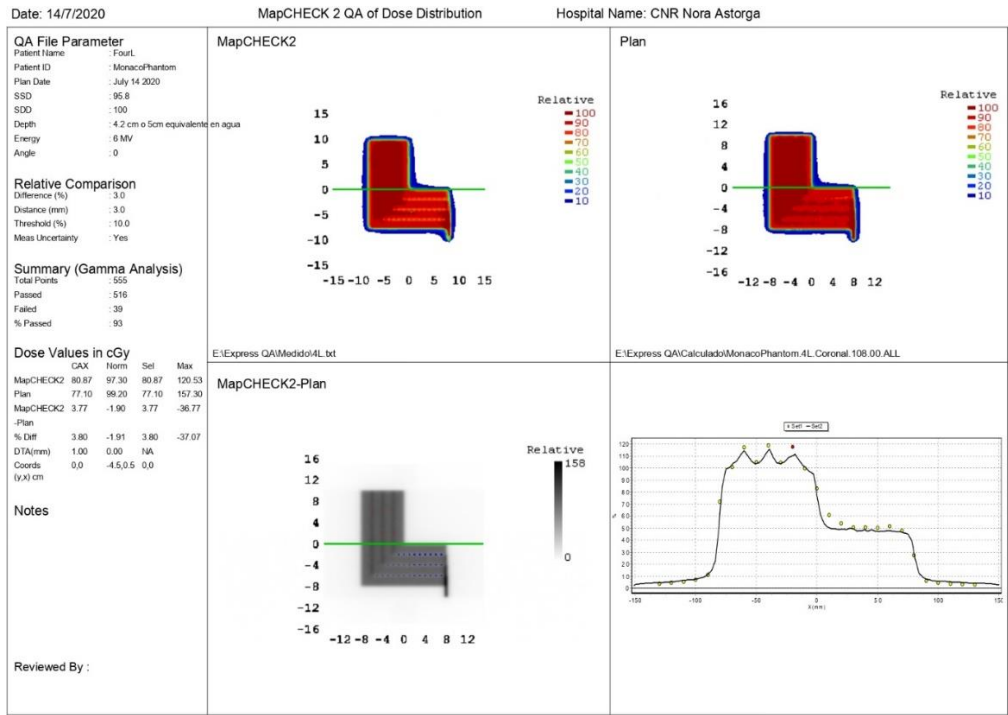 Date: 14/7/2020 MapCHECK 2 QA of Dose Distribution Hospital Name: CNR Nora Astorga
QA File Parameter
Patient Name : FourL
Patient ID : MonacoPhantom
Plan Date : July 14 2020
SSD : 95.8
SDD : 100
Depth : 4.2 cm o 5cm equivalente en agua
Energy : 6 MV
Angle : 0
Relative Comparison
Difference (%) : 3.0
Distance (mm) : 3.0
Threshold (%) : 10.0
Meas Uncertainty : Yes
Summary (Gamma Analysis)
Total Points : 555
Passed : 516
Failed : 39
% Passed : 93
Dose Values in cGy
CAX Norm Sel Max
MapCHECK2 80.87 97.30 80.87 120.53
Plan 77.10 99.20 77.10 157.30
MapCHECK2 3.77 -1.90 3.77 -36.77
-Plan
% Diff 3.80 -1.91 3.80 -37.07
DTA(mm) 1.00 0.00 NA
Coords 0,0 -4.5,0.5 0,0
(y,x) cm
Notes
Reviewed By :
MapCHECK2
Relative
100
90
80
70
60
50
40
30
20
10
15
10
5
0
-5
-10
-15
-15 -10 -5 0 5 10 15
E:\Express QA\Medido\4L.txt
Plan
Relative
100
90
80
70
60
50
40
30
20
10
16
12
8
4
0
-4
-8
-12
-16
-12 -8 -4 0 4 8 12
E:\Express QA\Calculado\MonacoPhantom.4L.Coronal.108.00.ALL
MapCHECK2-Plan
Relative
158
0
16
12
8
4
0
-4
-8
-12
-16
-12 -8 -4 0 4 8 12
Set1 Set2
%
120
110
100
90
80
70
60
50
40
30
20
10
0
-150 -100 -50 0 50 100 150
X(mm)